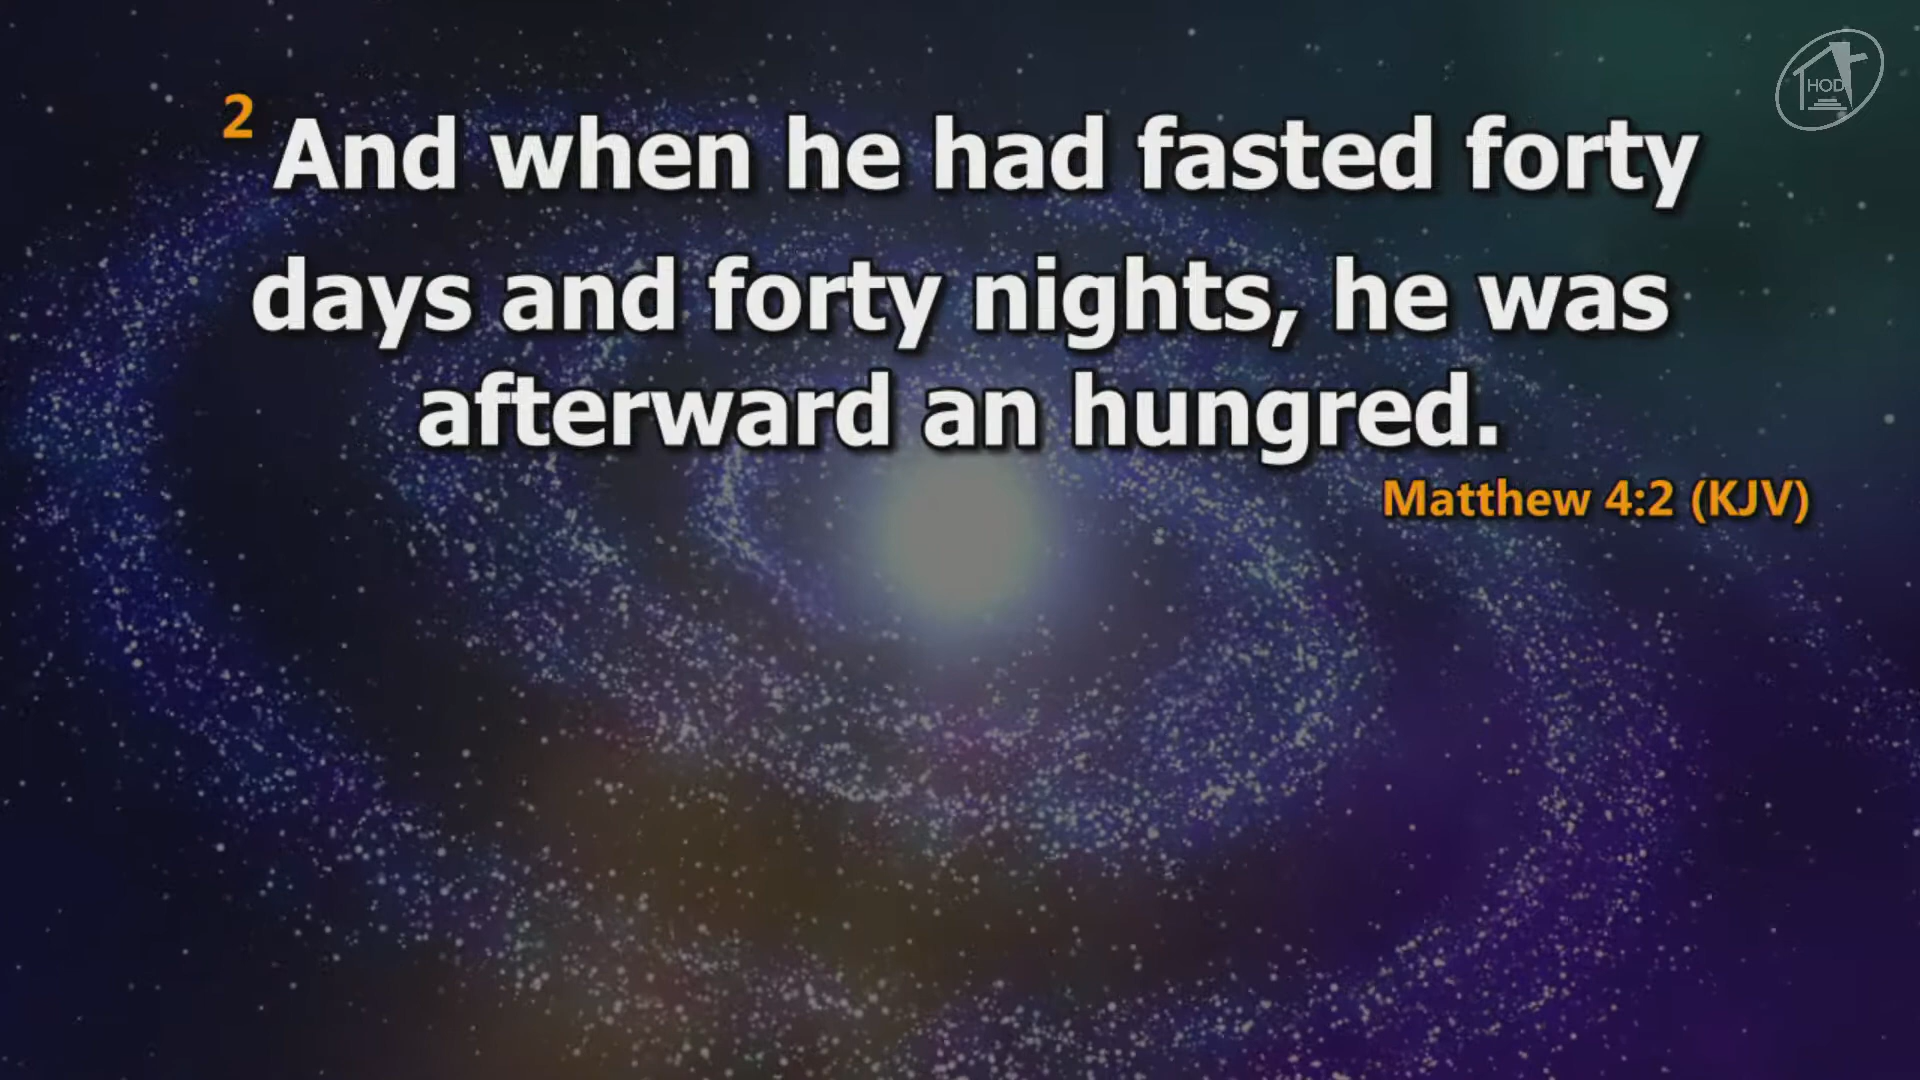 2 And when he had fasted forty
days and forty nights, he was
afterward an hungred.
Matthew 4:2 (KJV)
HOD